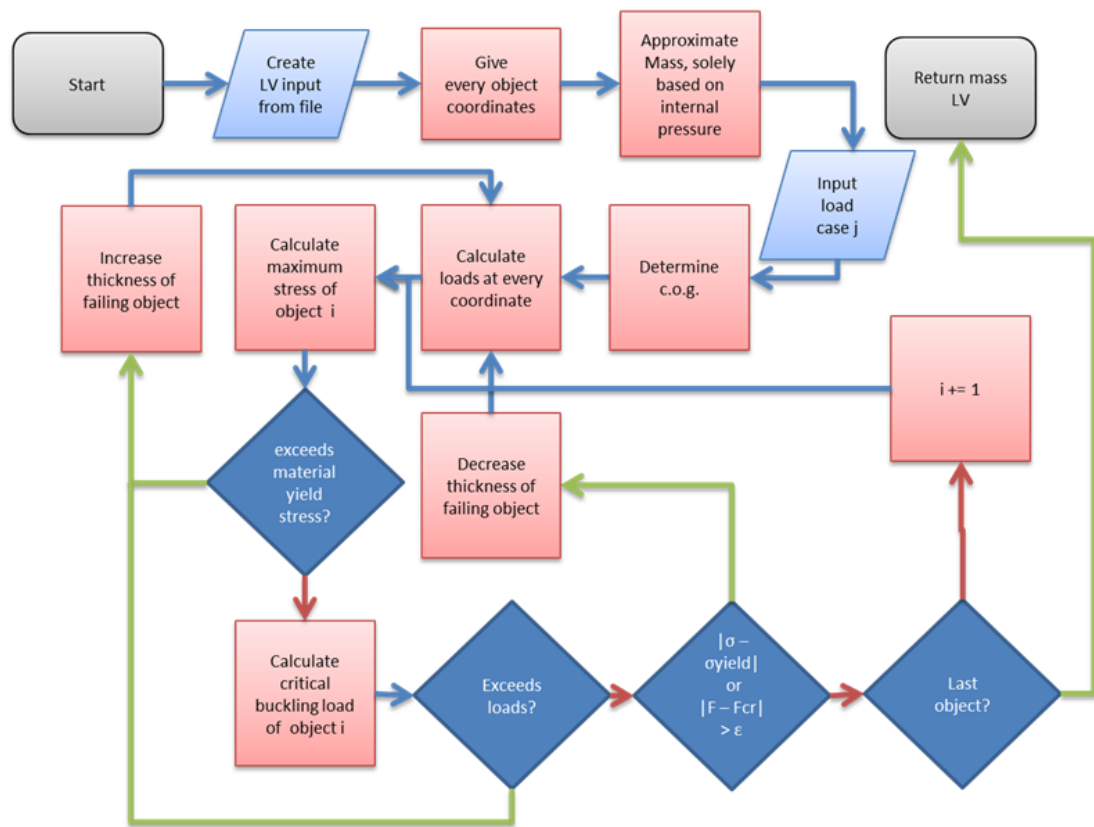 Start
Create
LV input
from file
Give
every object
coordinates
Approximate
Mass, solely
based on
internal
pressure
Return mass
LV
Input
load
case j
Increase
thickness of
failing object
Calculate
maximum
stress of
object i
Calculate
loads at every
coordinate
Determine
c.o.g.
i += 1
exceeds
material
yield
stress?
Decrease
thickness of
failing object
Calculate
critical
buckling load
of object i
Exceeds
loads?
|σ –
σyield|
or
|F – Fcr|
> ε
Last
object?